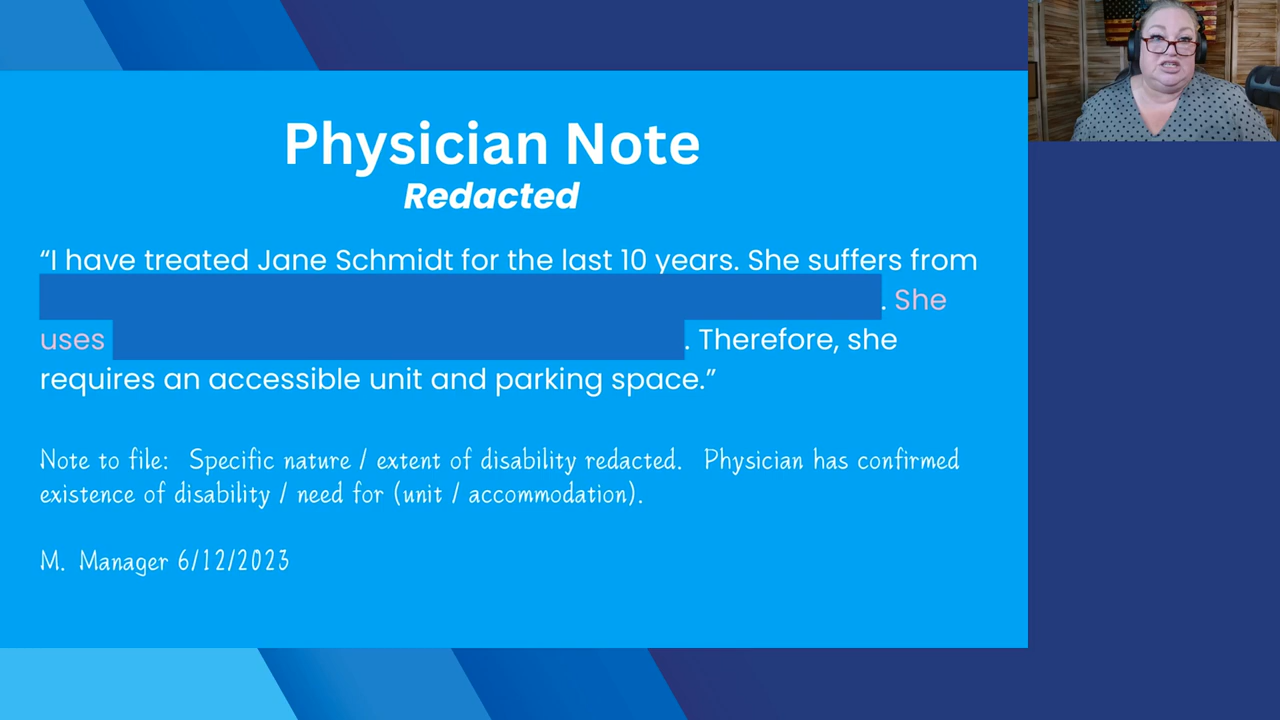 Physician Note
Redacted
“I have treated Jane Schmidt for the last 10 years. She suffers from
. She
uses . Therefore, she
requires an accessible unit and parking space.”
Note to file: Specific nature / extent of disability redacted. Physician has confirmed
existence of disability / need for (unit / accommodation).
M. Manager 6/12/2023